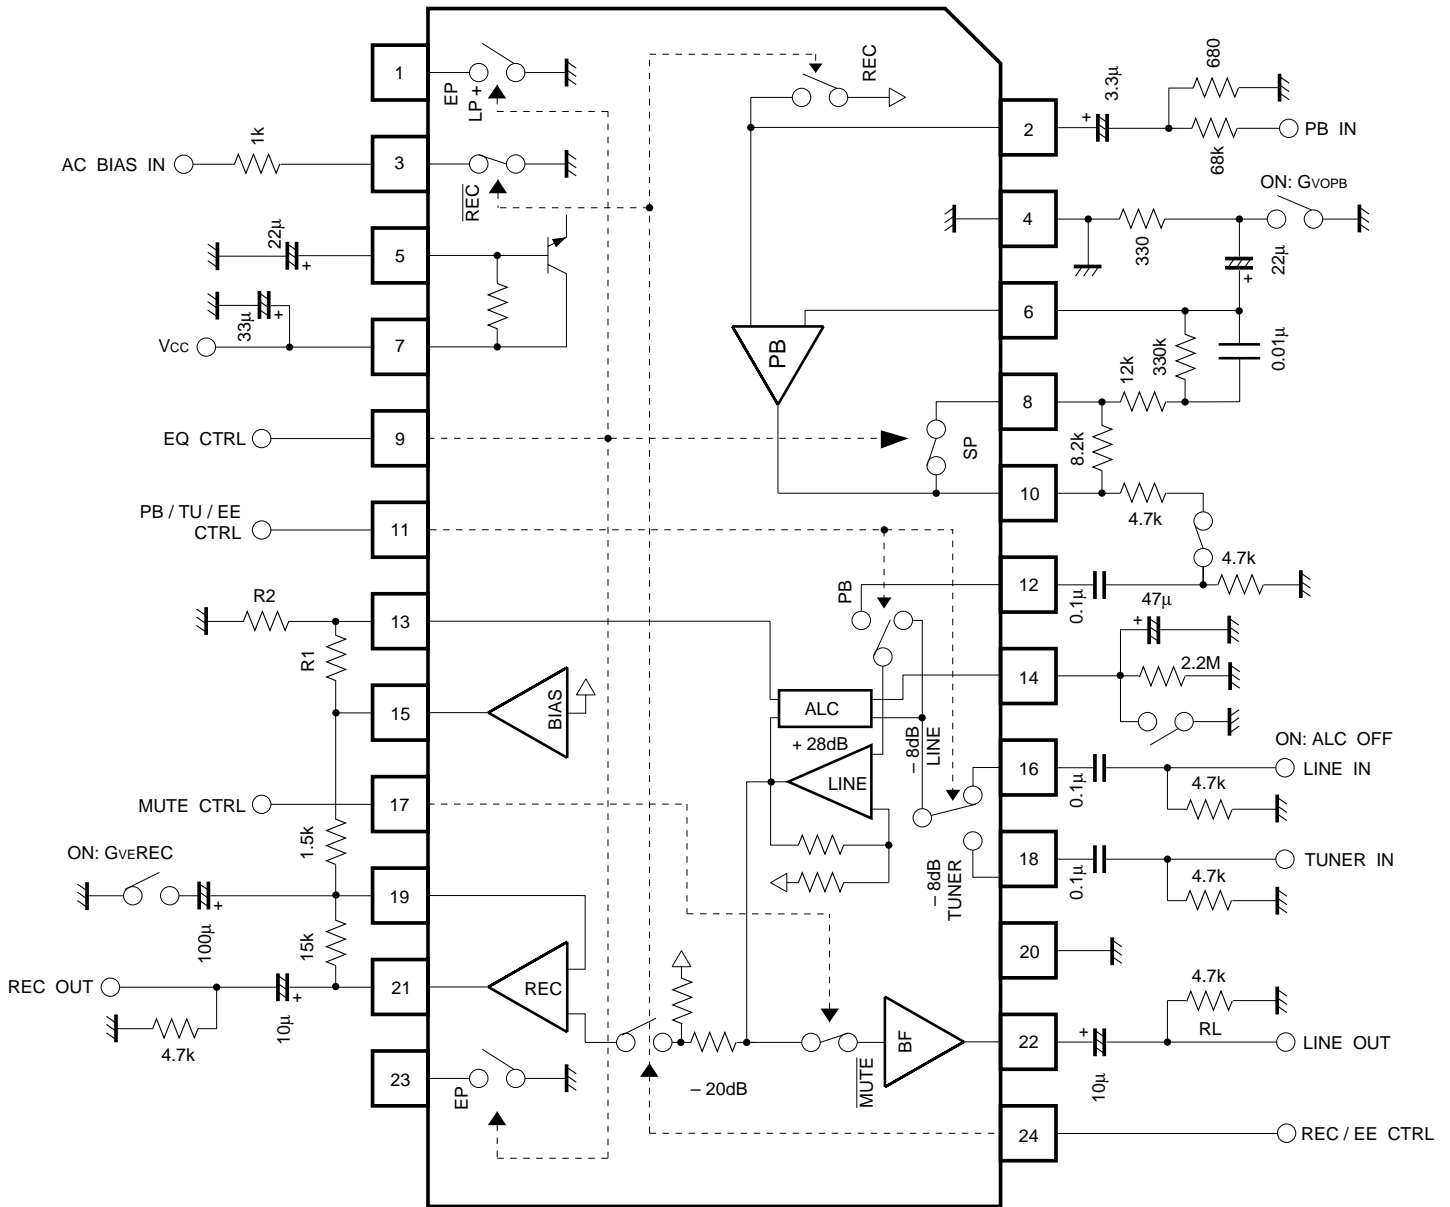 1
EP
LP +
REC
2
3.3µ
680
68k
PB IN
AC BIAS IN
1k
3
REC
4
330
ON: GVOPB
22µ
22µ
+
5
33µ
+
VCC
7
PB
6
12k
330k
0.01µ
8
8.2k
EQ CTRL
9
SP
10
4.7k
PB / TU / EE
CTRL
11
PB
12
0.1µ
4.7k
47µ
+
R2
13
R1
14
2.2M
ALC
+ 28dB
– 8dB
LINE
15
BIAS
ON: ALC OFF
16
0.1µ
LINE IN
4.7k
LINE
MUTE CTRL
17
1.5k
– 8dB
TUNER
18
0.1µ
TUNER IN
4.7k
ON: GVEREC
100µ
+
19
15k
20
REC OUT
4.7k
10µ
+
21
REC
– 20dB
MUTE
BF
22
+
10µ
4.7k
RL
LINE OUT
23
EP
24
REC / EE CTRL
+
+